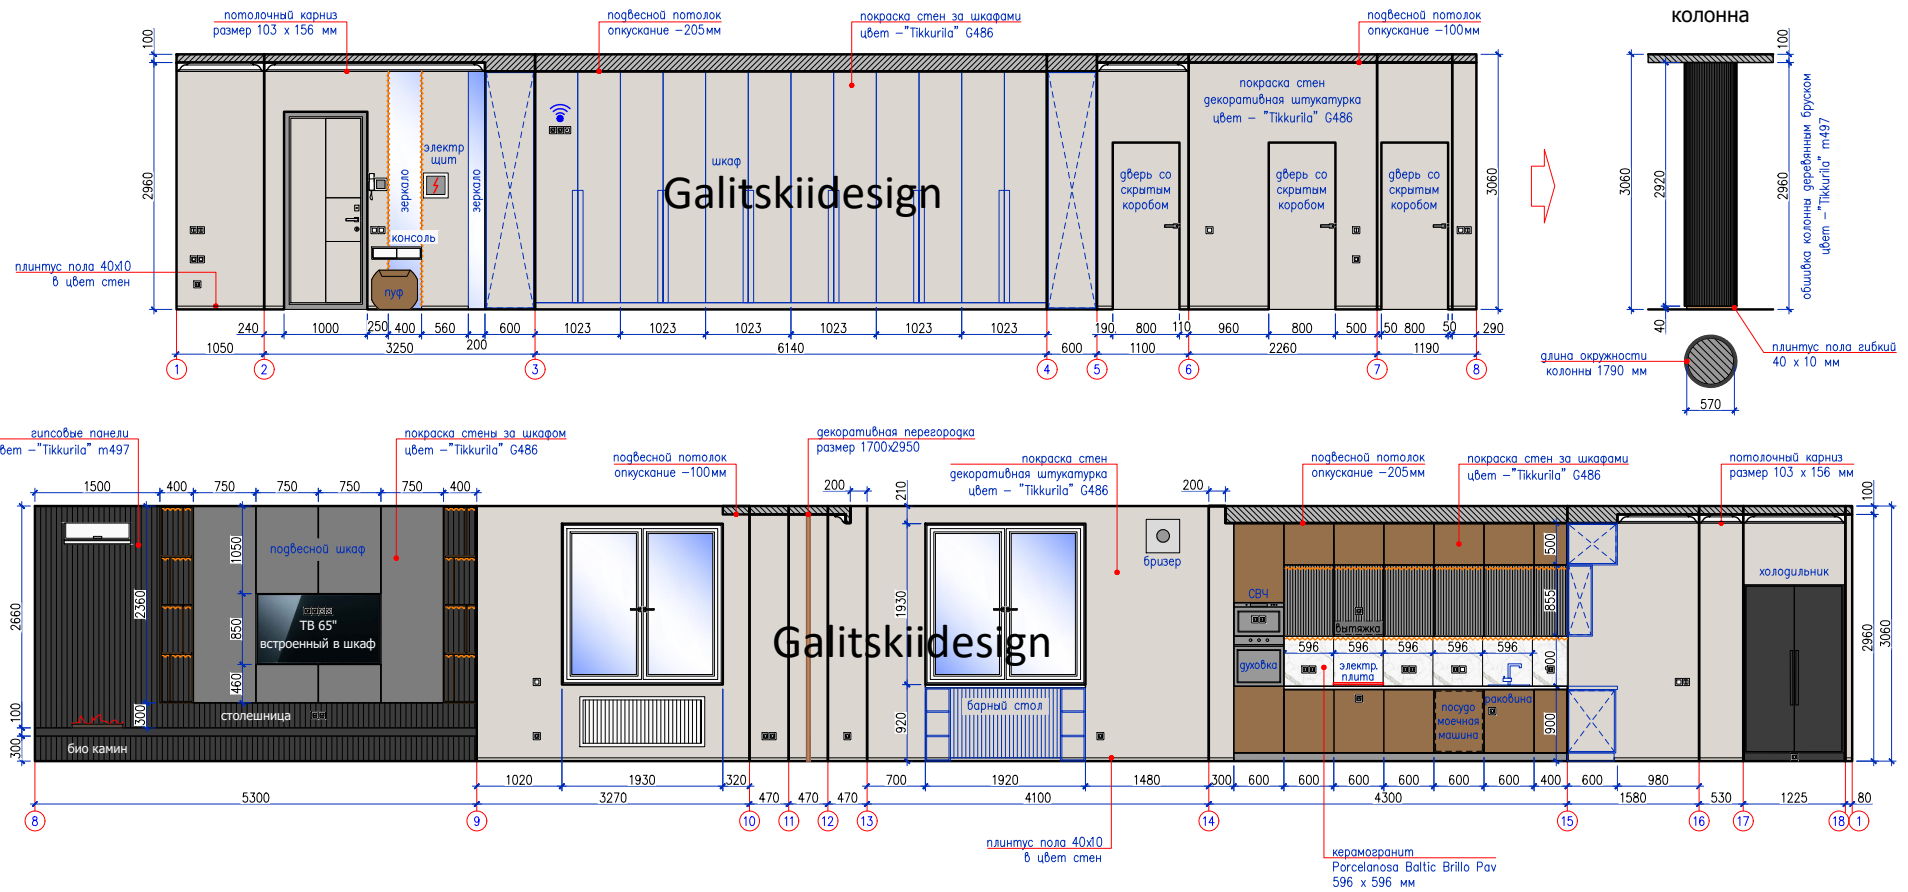 потолочный карниз
размер 103 x 156 мм
подвесной потолок
опускание -205мм
покраска стен за шкафами
цвет -"Tikkurila" G486
подвесной потолок
опускание -100мм
колонна
100
2960
покраска стен
декоративная штукатурка
цвет - "Tikkurila" G486
3060
3060
2920
100
2960
обшивка колонны деревянным бруском
цвет -"Tikkurila" m497
40
электр
щит
зеркало
зеркало
консоль
пуф
шкаф
Galitskiidesign
дверь со
скрытым
коробом
дверь со
скрытым
коробом
дверь со
скрытым
коробом
плинтус пола 40x10
в цвет стен
240 1000 250 400 560 200 600 1023 1023 1023 1023 1023 1023 190 800 110 960 800 500 50 800 50 290
1050 3250 6140 600 1100 2260 1190
1 2 3 4 5 6 7 8
длина окружности
колонны 1790 мм
плинтус пола гибкий
40 x 10 мм
570
гипсовые панели
цвет -"Tikkurila" m497
покраска стены за шкафом
цвет -"Tikkurila" G486
подвесной потолок
опускание -100мм
декоративная перегородка
размер 1700x2950
покраска стен
декоративная штукатурка
цвет - "Tikkurila" G486
подвесной потолок
опускание -205мм
покраска стен за шкафами
цвет -"Tikkurila" G486
потолочный карниз
размер 103 x 156 мм
1500 400 750 750 750 750 400
200
210
200
100
2660
100
300
2360
300
1050
850
460
подвесной шкаф
ТВ 65"
встроенный в шкаф
столешница
био камин
1930
920
Galitskiidesign
барный стол
бризер
СВЧ
духовка
вытяжка
596 596 596 596 596
электр.
плита
раковина
посудо
моечная
машина
500
855
900
холодильник
2960
3060
1020 1930 320 470 470 470 700 1920 1480 300 600 600 600 600 600 600 400 600 980
5300 3270 4100 4300 1580 530 1225 80
8 9 10 11 12 13 14 15 16 17 18 1
плинтус пола 40x10
в цвет стен
керамогранит
Porcelanosa Baltic Brillo Pav
596 x 596 мм